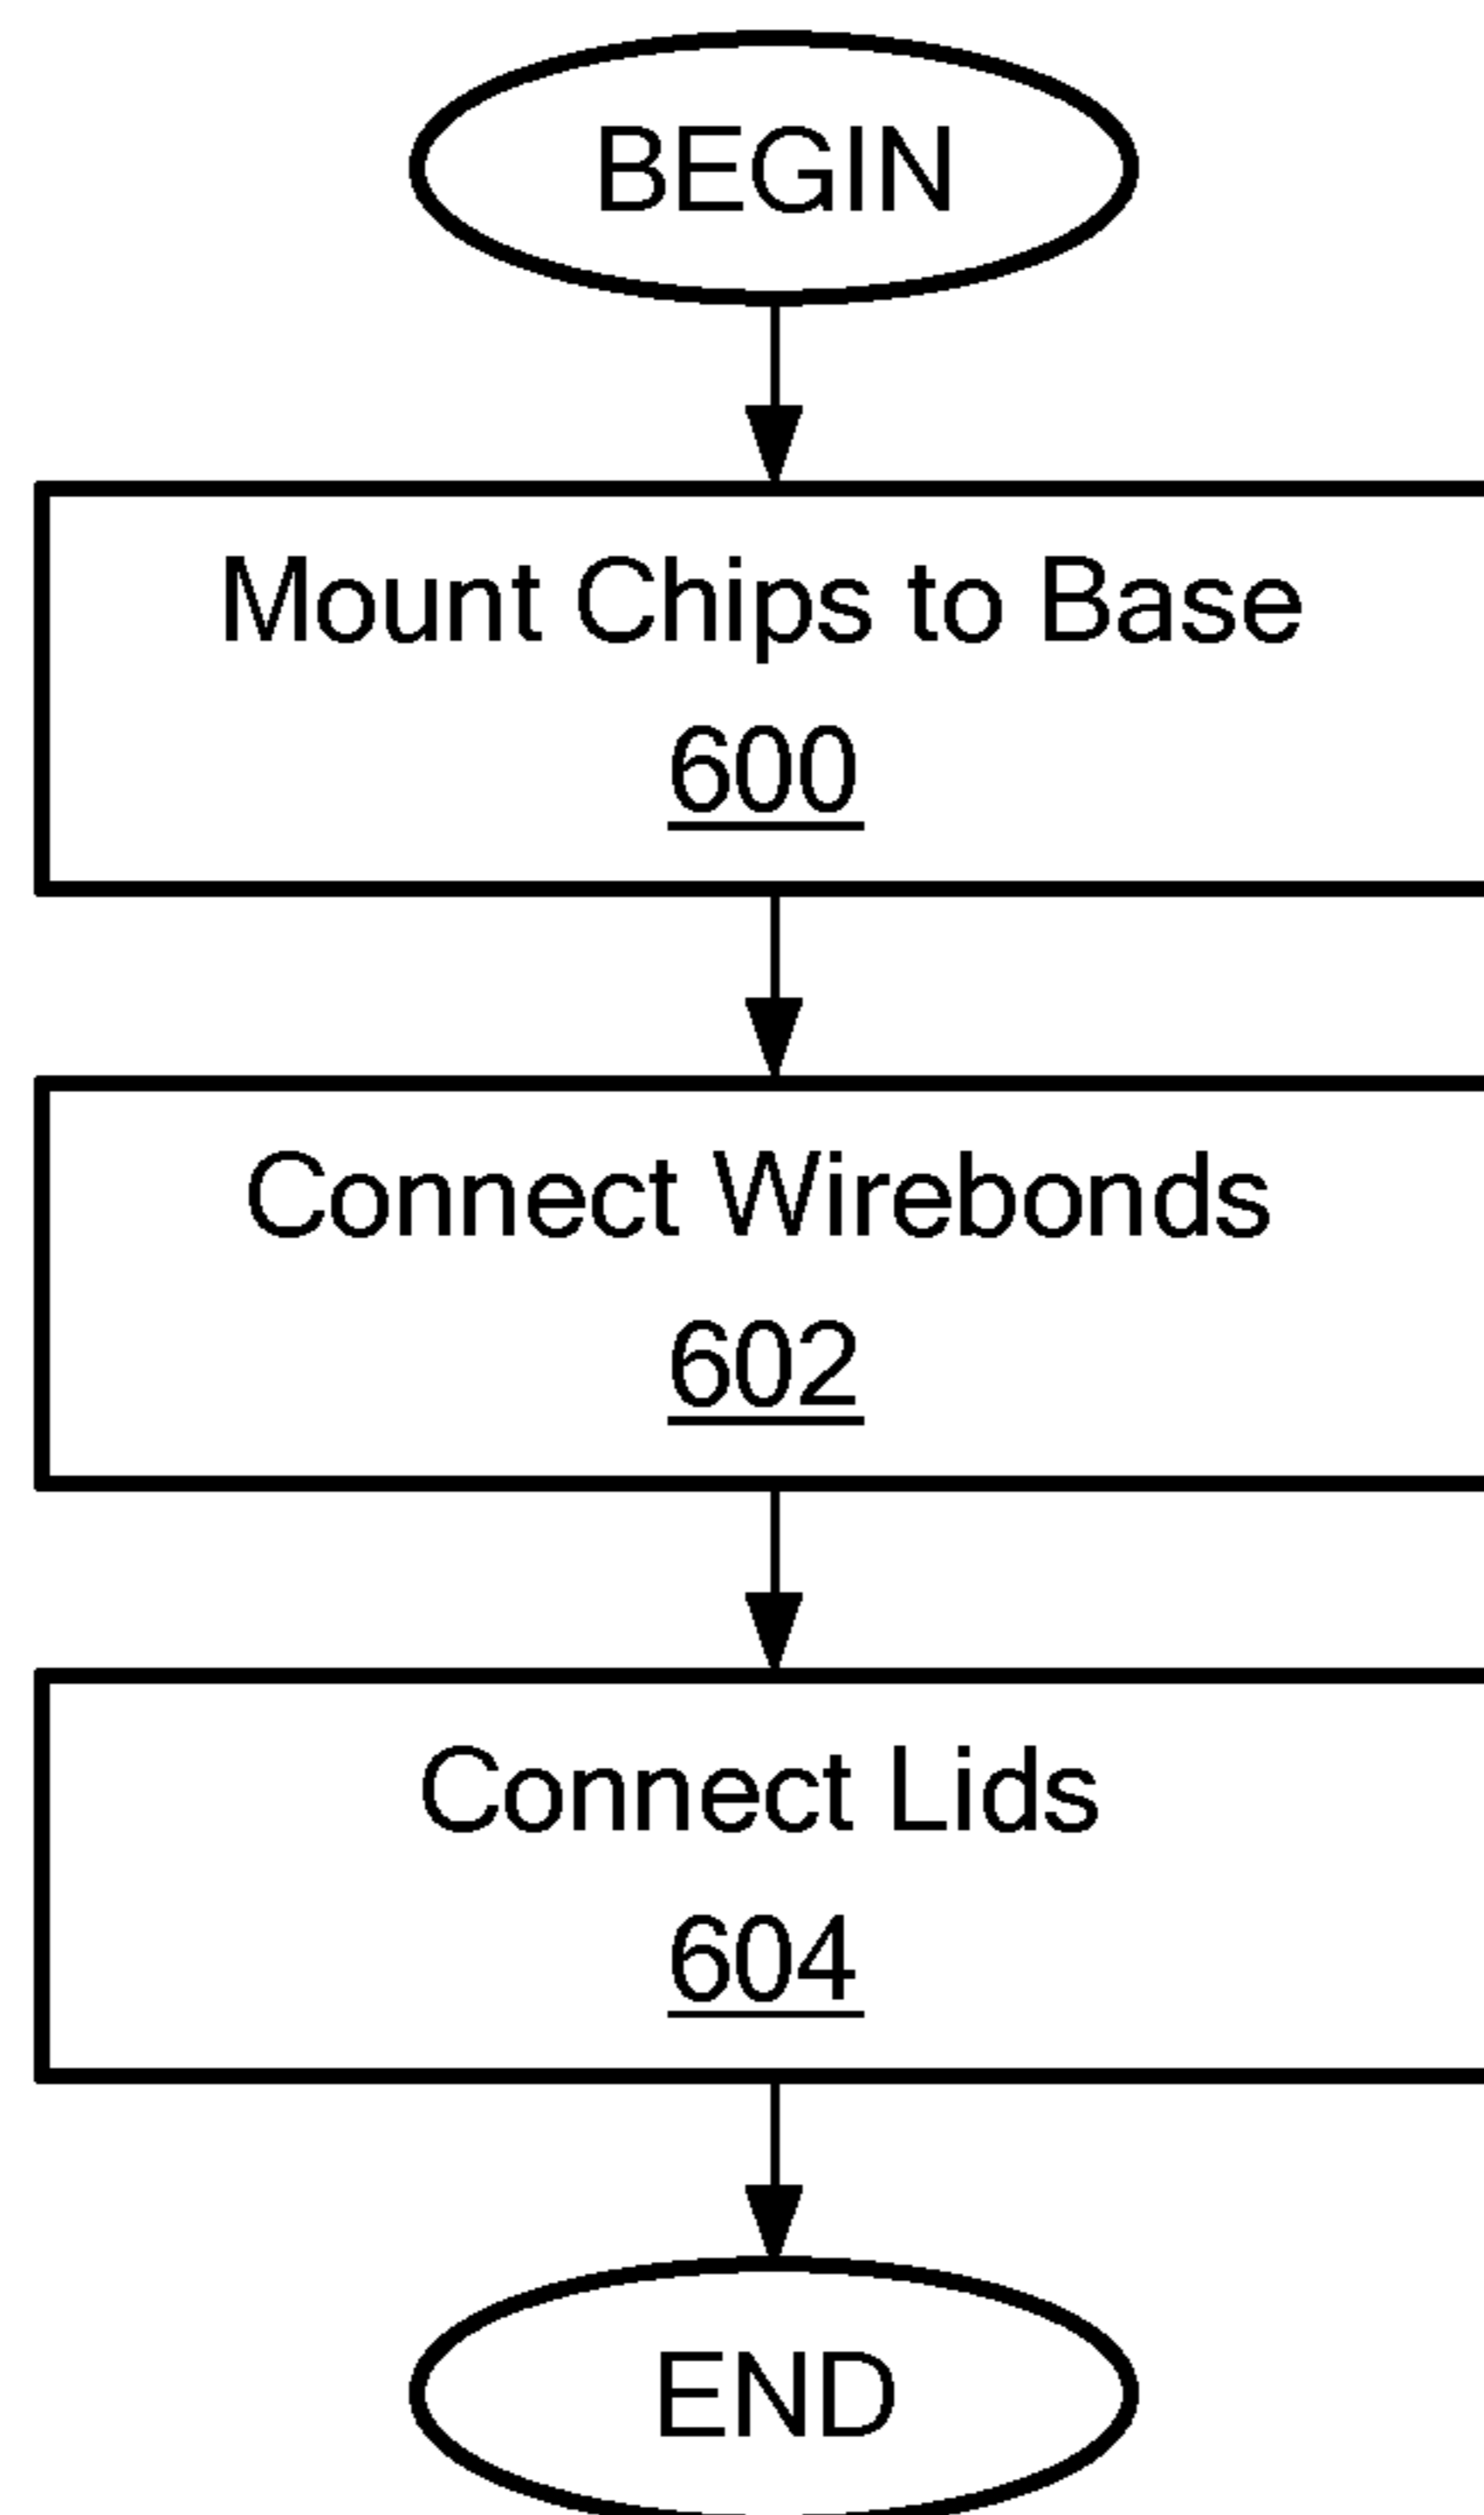 BEGIN
Mount Chips to Base
600
Connect Wirebonds
602
Connect Lids
604
END